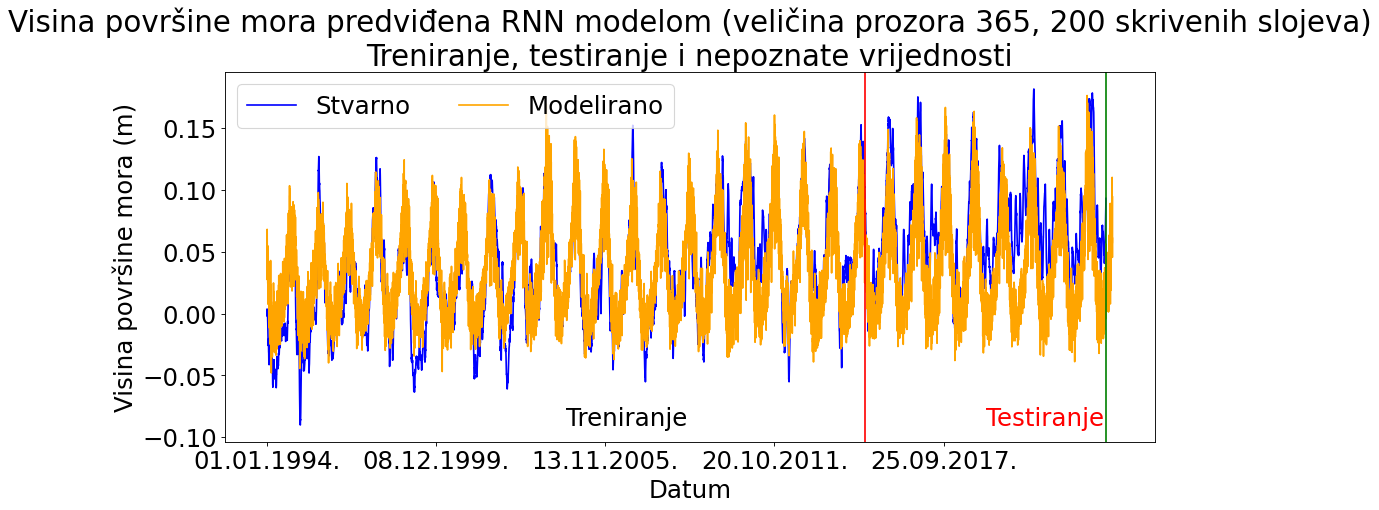 Visina površine mora predviđena RNN modelom (veličina prozora 365, 200 skrivenih slojeva)
Treniranje, testiranje i nepoznate vrijednosti
Stvarno
Modelirano
Visina površine mora (m)
0.15
0.10
0.05
0.00
−0.05
−0.10
Treniranje
Testiranje
01.01.1994.
08.12.1999.
13.11.2005.
20.10.2011.
25.09.2017.
Datum